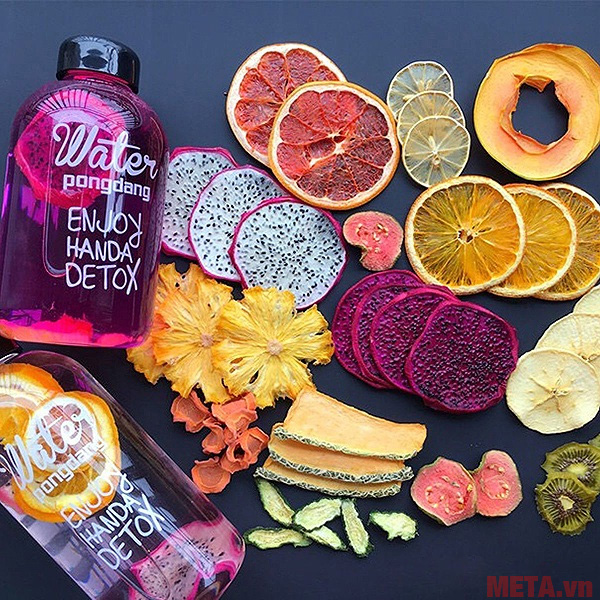 Water
pongdang
ENJOY
HANDA
DETOX
Water
pongdang
ENJOY
HANDA
DETOX
META.vn